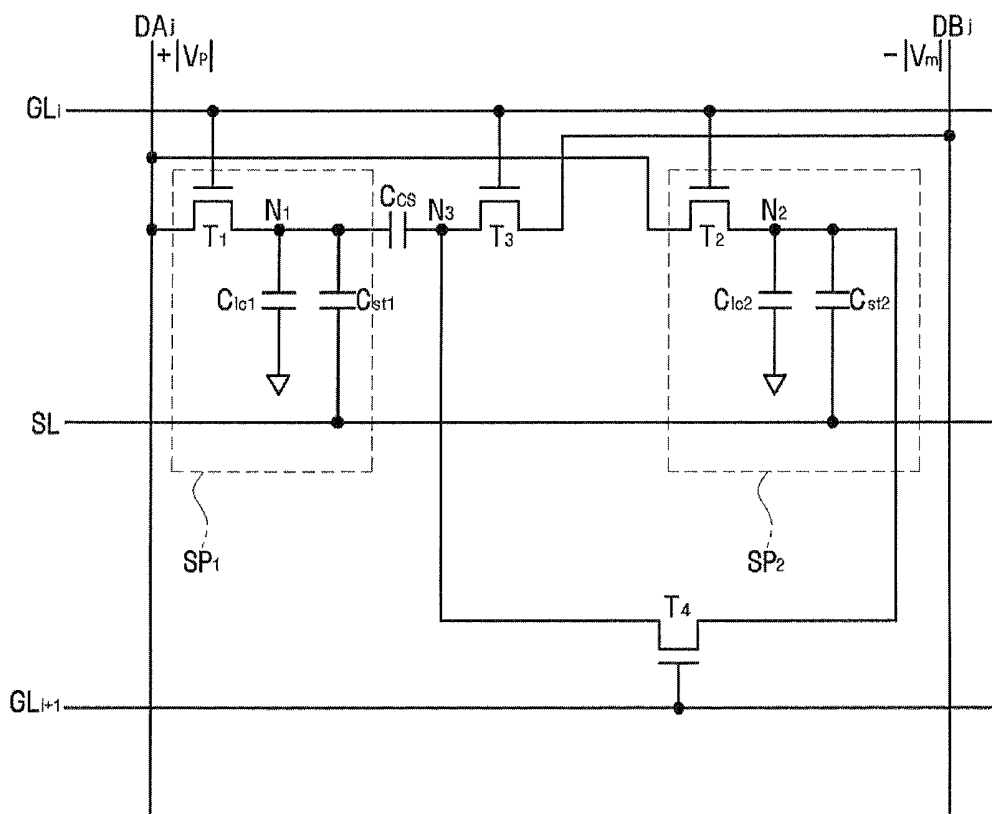 DAj DBj
+|Vp| -|Vm|
GLi
N1 CCS N3 N2
T1 T3 T2
Clc1 Cst1 Clc2 Cst2
SL
SP1 SP2
T4
GLi+1